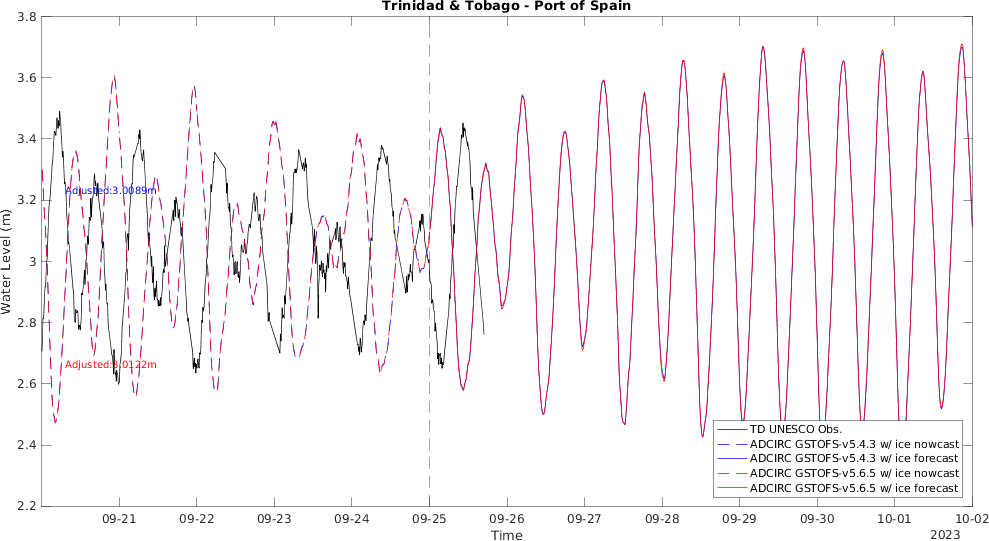 Trinidad & Tobago - Port of Spain
3.8
3.6
3.4
3.2
3
2.8
2.6
2.4
2.2
Water Level (m)
Adjusted:3.0089m
Adjusted:3.0122m
TD UNESCO Obs.
ADCIRC GSTOFS-v5.4.3 w/ ice nowcast
ADCIRC GSTOFS-v5.4.3 w/ ice forecast
ADCIRC GSTOFS-v5.6.5 w/ ice nowcast
ADCIRC GSTOFS-v5.6.5 w/ ice forecast
09-21 09-22 09-23 09-24 09-25 09-26 09-27 09-28 09-29 09-30 10-01 10-02
Time
2023